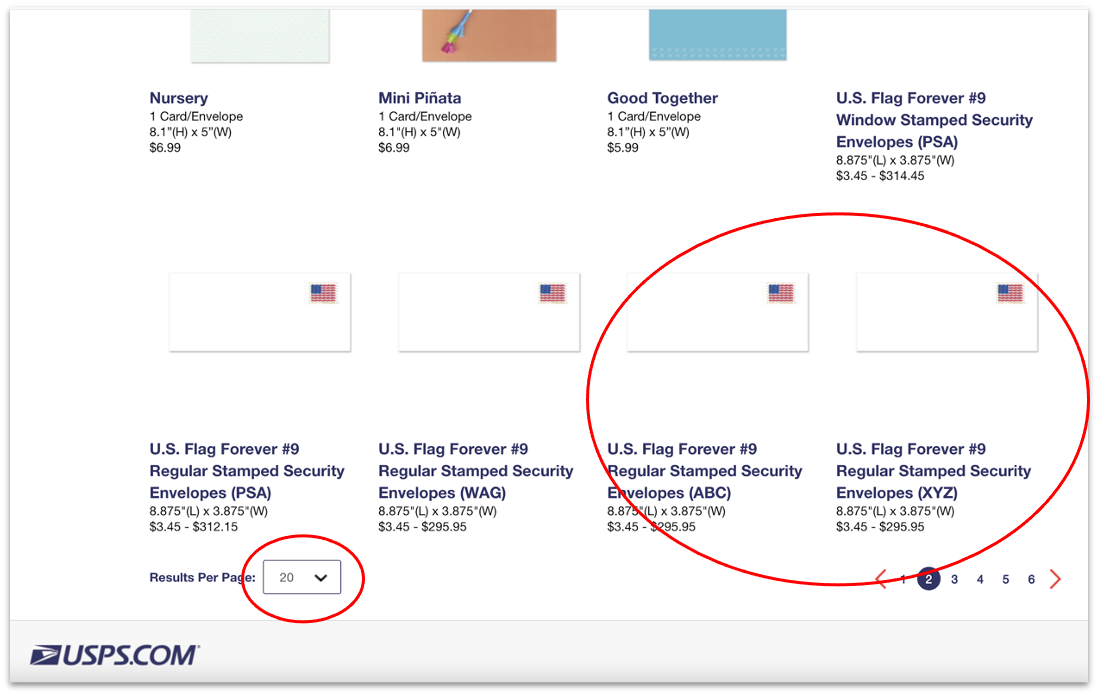 Nursery
1 Card/Envelope
8.1"(H) x 5"(W)
$6.99
Mini Piñata
1 Card/Envelope
8.1"(H) x 5"(W)
$6.99
Good Together
1 Card/Envelope
8.1"(H) x 5"(W)
$5.99
U.S. Flag Forever #9
Window Stamped Security
Envelopes (PSA)
8.875"(L) x 3.875"(W)
$3.45 - $314.45
U.S. Flag Forever #9
Regular Stamped Security
Envelopes (PSA)
8.875"(L) x 3.875"(W)
$3.45 - $312.15
U.S. Flag Forever #9
Regular Stamped Security
Envelopes (WAG)
8.875"(L) x 3.875"(W)
$3.45 - $295.95
U.S. Flag Forever #9
Regular Stamped Security
Envelopes (ABC)
8.875"(L) x 3.875"(W)
$3.45 - $295.95
U.S. Flag Forever #9
Regular Stamped Security
Envelopes (XYZ)
8.875"(L) x 3.875"(W)
$3.45 - $295.95
Results Per Page: 20
1 2 3 4 5 6
USPS.COM®